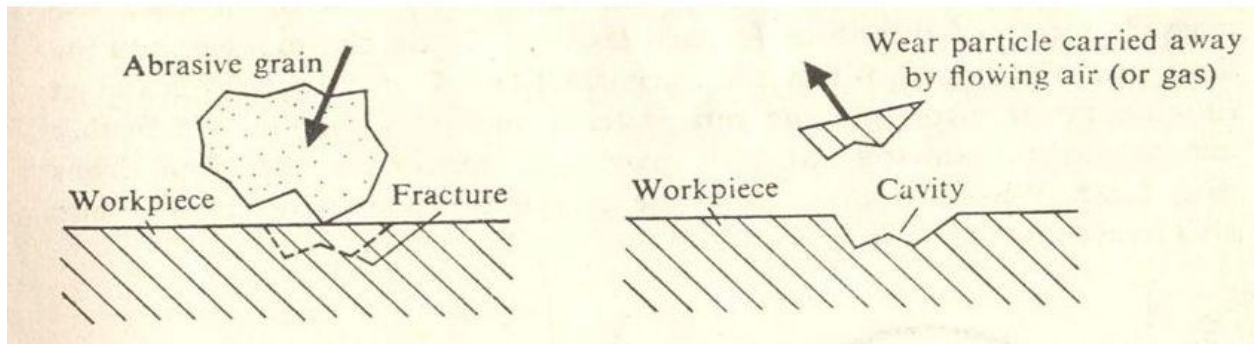 Abrasive grain
Workpiece
Fracture
Wear particle carried away
by flowing air (or gas)
Workpiece
Cavity